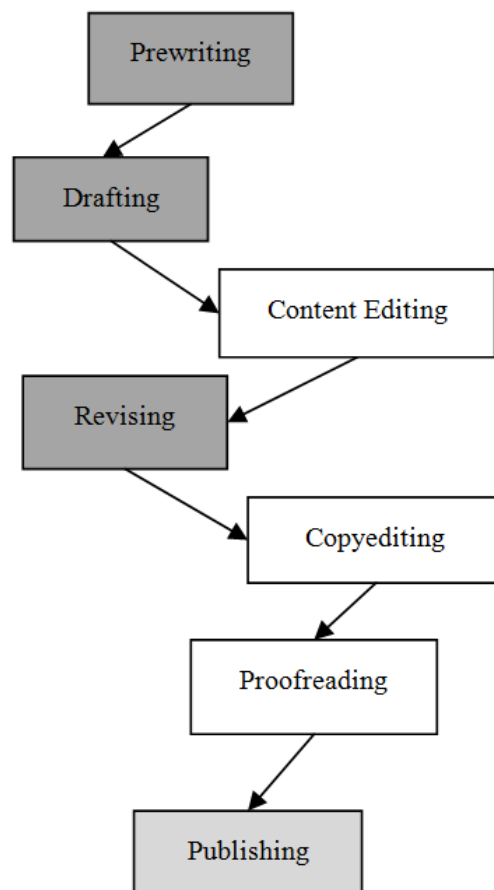 Prewriting
Drafting
Content Editing
Revising
Copyediting
Proofreading
Publishing